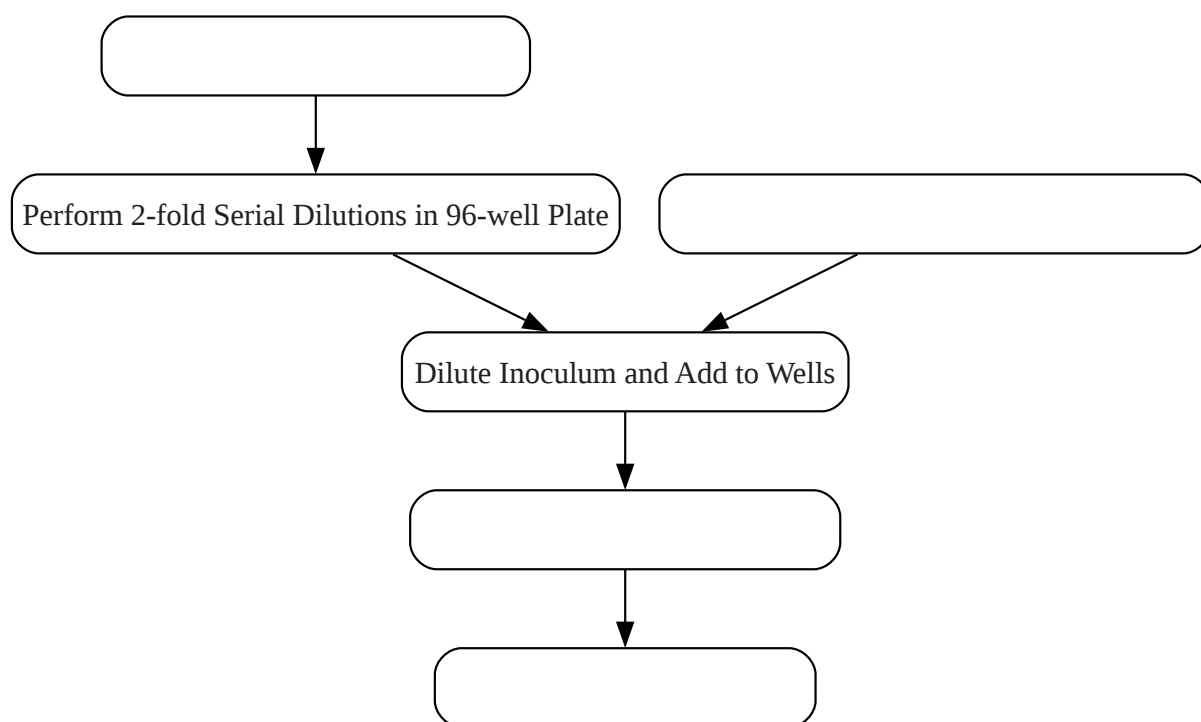 Perform 2-fold Serial Dilutions in 96-well Plate
Dilute Inoculum and Add to Wells